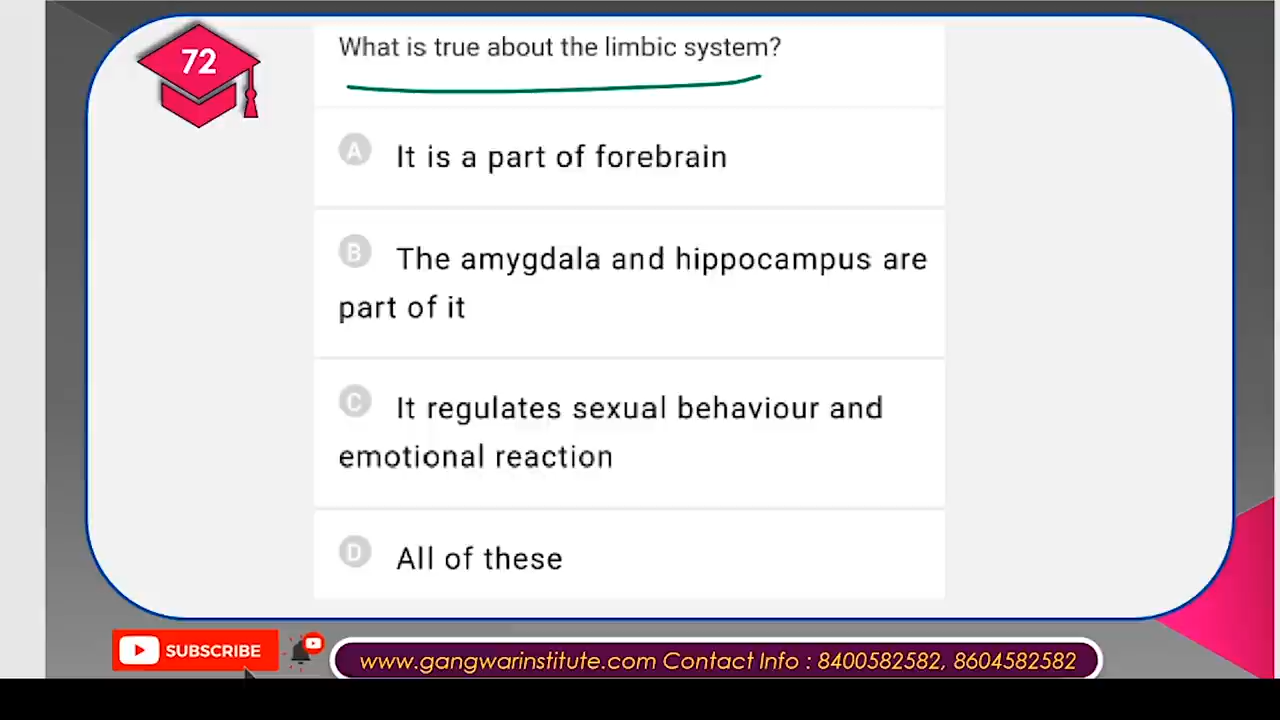 72
What is true about the limbic system?
A It is a part of forebrain
B The amygdala and hippocampus are
part of it
C It regulates sexual behaviour and
emotional reaction
D All of these
SUBSCRIBE
www.gangwarinstitute.com Contact Info : 8400582582, 8604582582